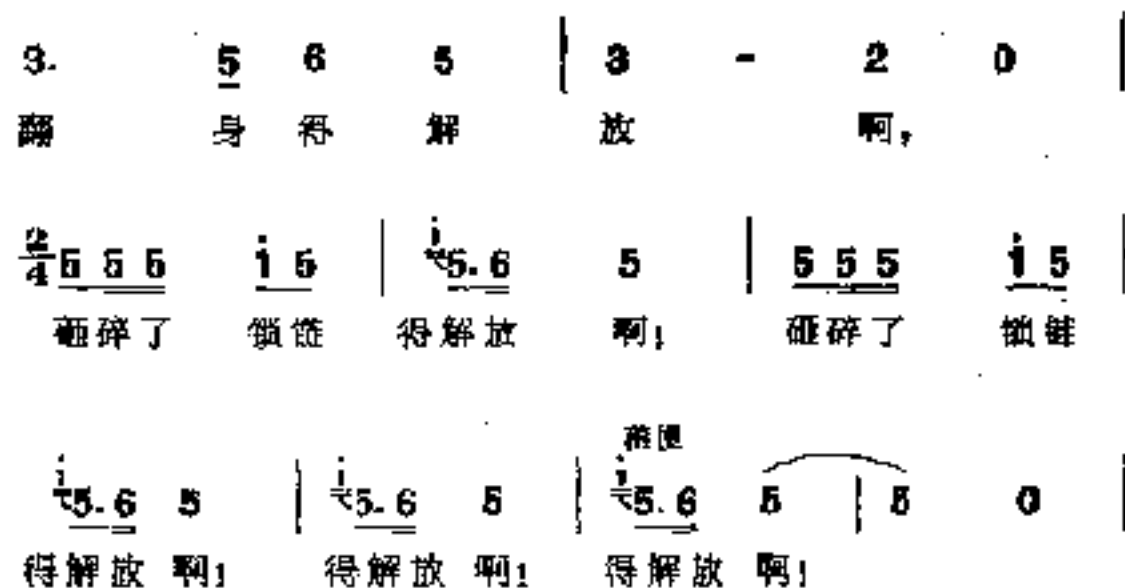 3. 5 6 5 | 3 - 2 0 |
翻 身 得 解 放 啊，
2/4 5 5 5 i 5 | i 5. 6 5 | 5 5 5 i 5 |
砸碎了 锁链 得解放 啊！ 砸碎了 锁链
i 5. 6 5 | i 5. 6 5 | i 5. 6 5 | 5 0 |
得解放 啊！ 得解放 啊！ 得解放 啊！